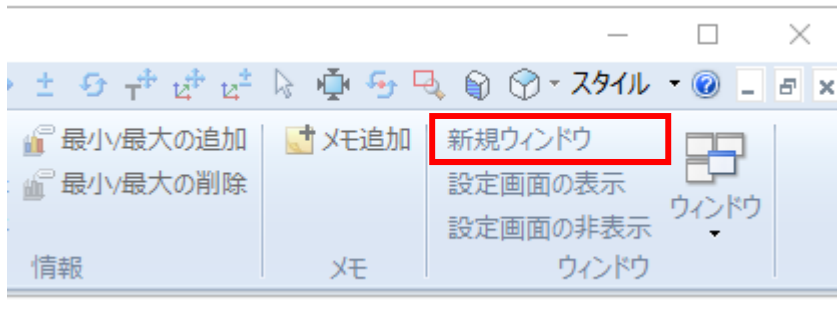 スタイル
最小/最大の追加
メモ追加
新規ウィンドウ
最小/最大の削除
設定画面の表示
ウィンドウ
設定画面の非表示
情報
メモ
ウィンドウ